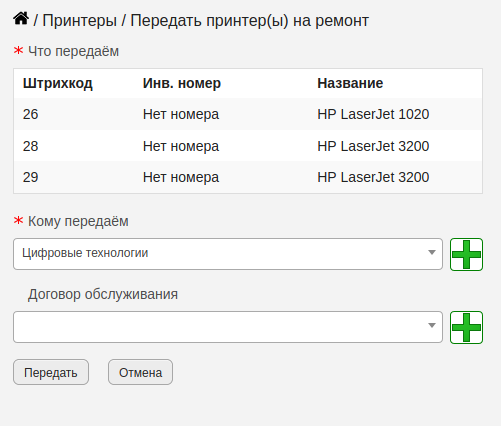 / Принтеры / Передать принтер(ы) на ремонт
* Что передаём
Штрихкод Инв. номер Название
26 Нет номера HP LaserJet 1020
28 Нет номера HP LaserJet 3200
29 Нет номера HP LaserJet 3200
* Кому передаём
Цифровые технологии
Договор обслуживания
Передать Отмена